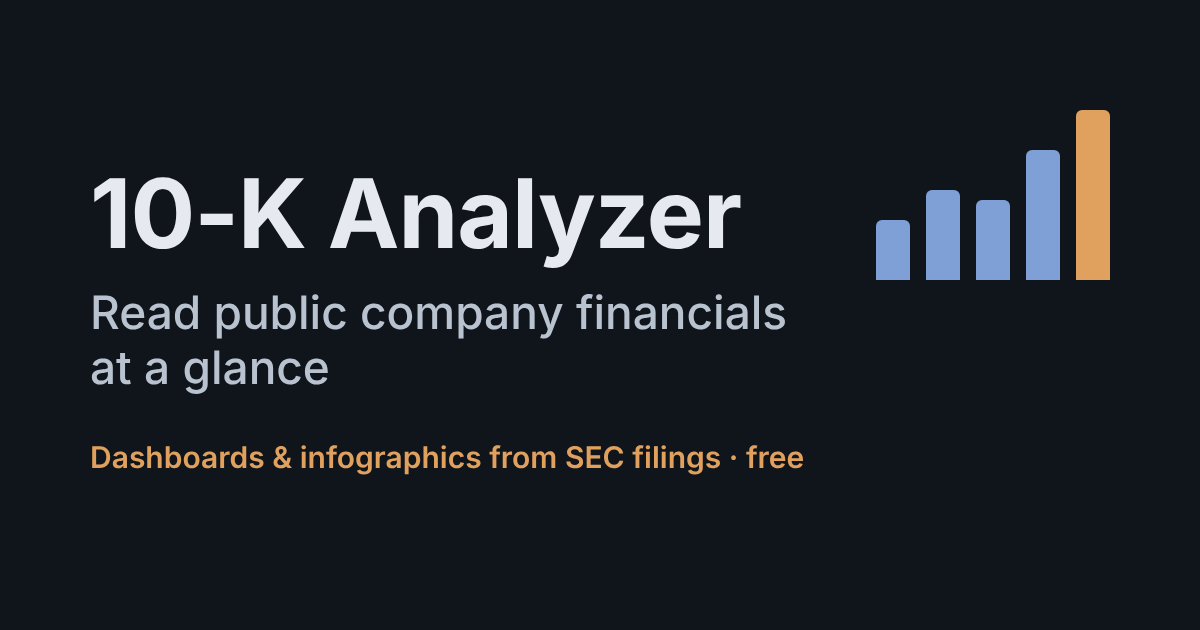 10-K Analyzer
Read public company financials
at a glance
Dashboards & infographics from SEC filings · free